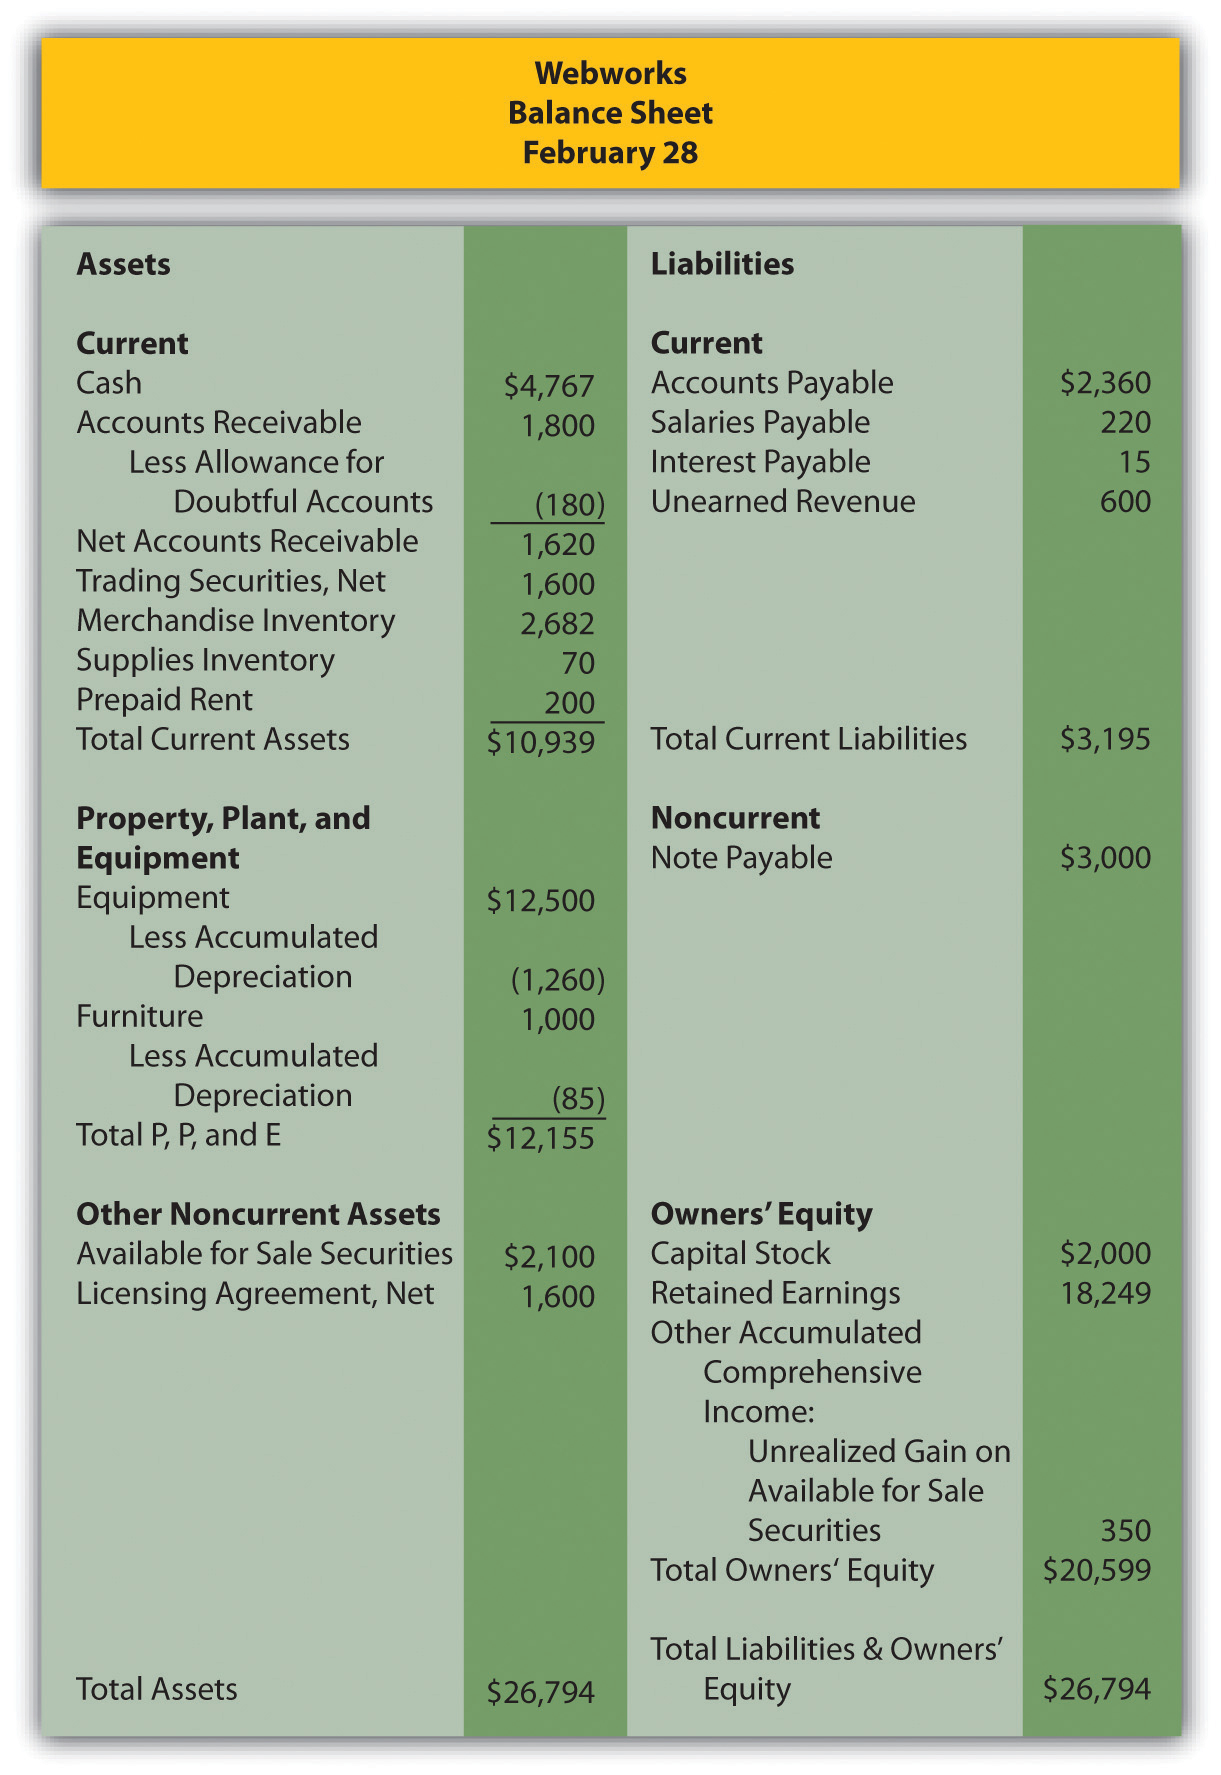 Webworks
Balance Sheet
February 28
Assets
Current
Cash $4,767
Accounts Receivable 1,800
Less Allowance for
Doubtful Accounts (180)
Net Accounts Receivable 1,620
Trading Securities, Net 1,600
Merchandise Inventory 2,682
Supplies Inventory 70
Prepaid Rent 200
Total Current Assets $10,939
Property, Plant, and
Equipment
Equipment $12,500
Less Accumulated
Depreciation (1,260)
Furniture 1,000
Less Accumulated
Depreciation (85)
Total P, P, and E $12,155
Other Noncurrent Assets
Available for Sale Securities $2,100
Licensing Agreement, Net 1,600
Total Assets $26,794
Liabilities
Current
Accounts Payable $2,360
Salaries Payable 220
Interest Payable 15
Unearned Revenue 600
Total Current Liabilities $3,195
Noncurrent
Note Payable $3,000
Owners’ Equity
Capital Stock $2,000
Retained Earnings 18,249
Other Accumulated
Comprehensive
Income:
Unrealized Gain on
Available for Sale
Securities 350
Total Owners‘ Equity $20,599
Total Liabilities & Owners’
Equity $26,794